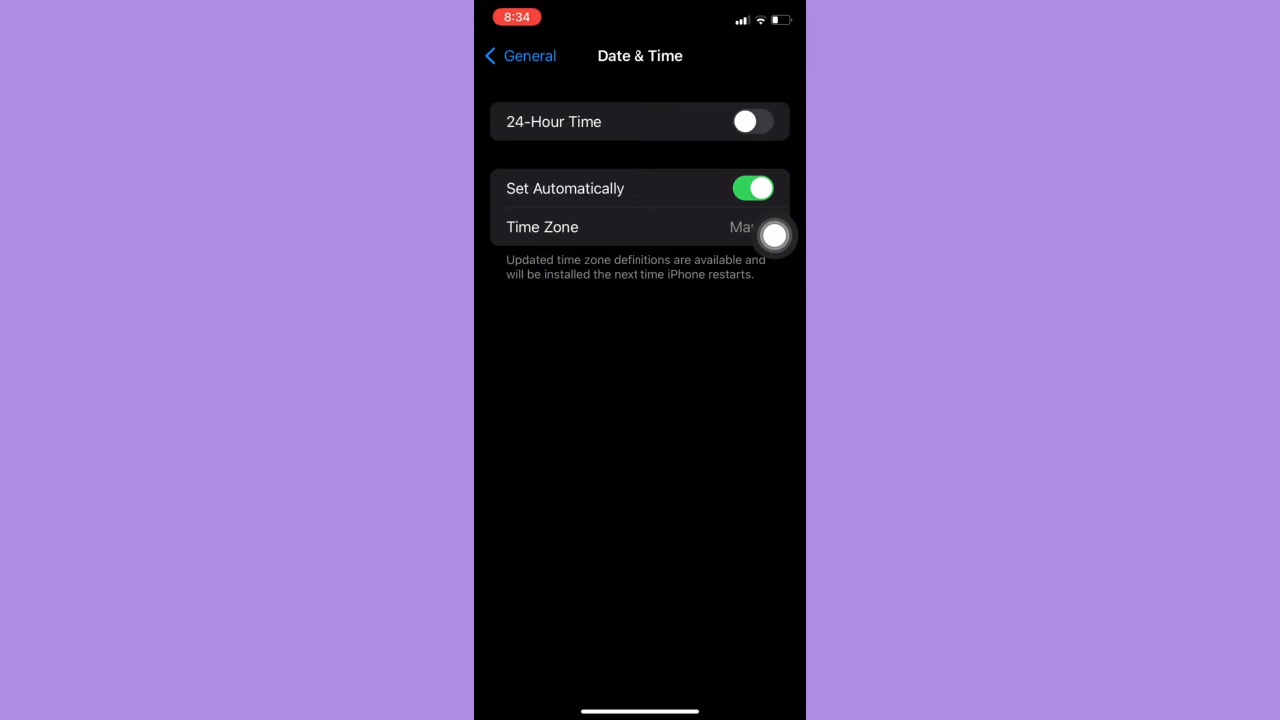 8:34
General
Date & Time
24-Hour Time
Set Automatically
Time Zone
Updated time zone definitions are available and
will be installed the next time iPhone restarts.